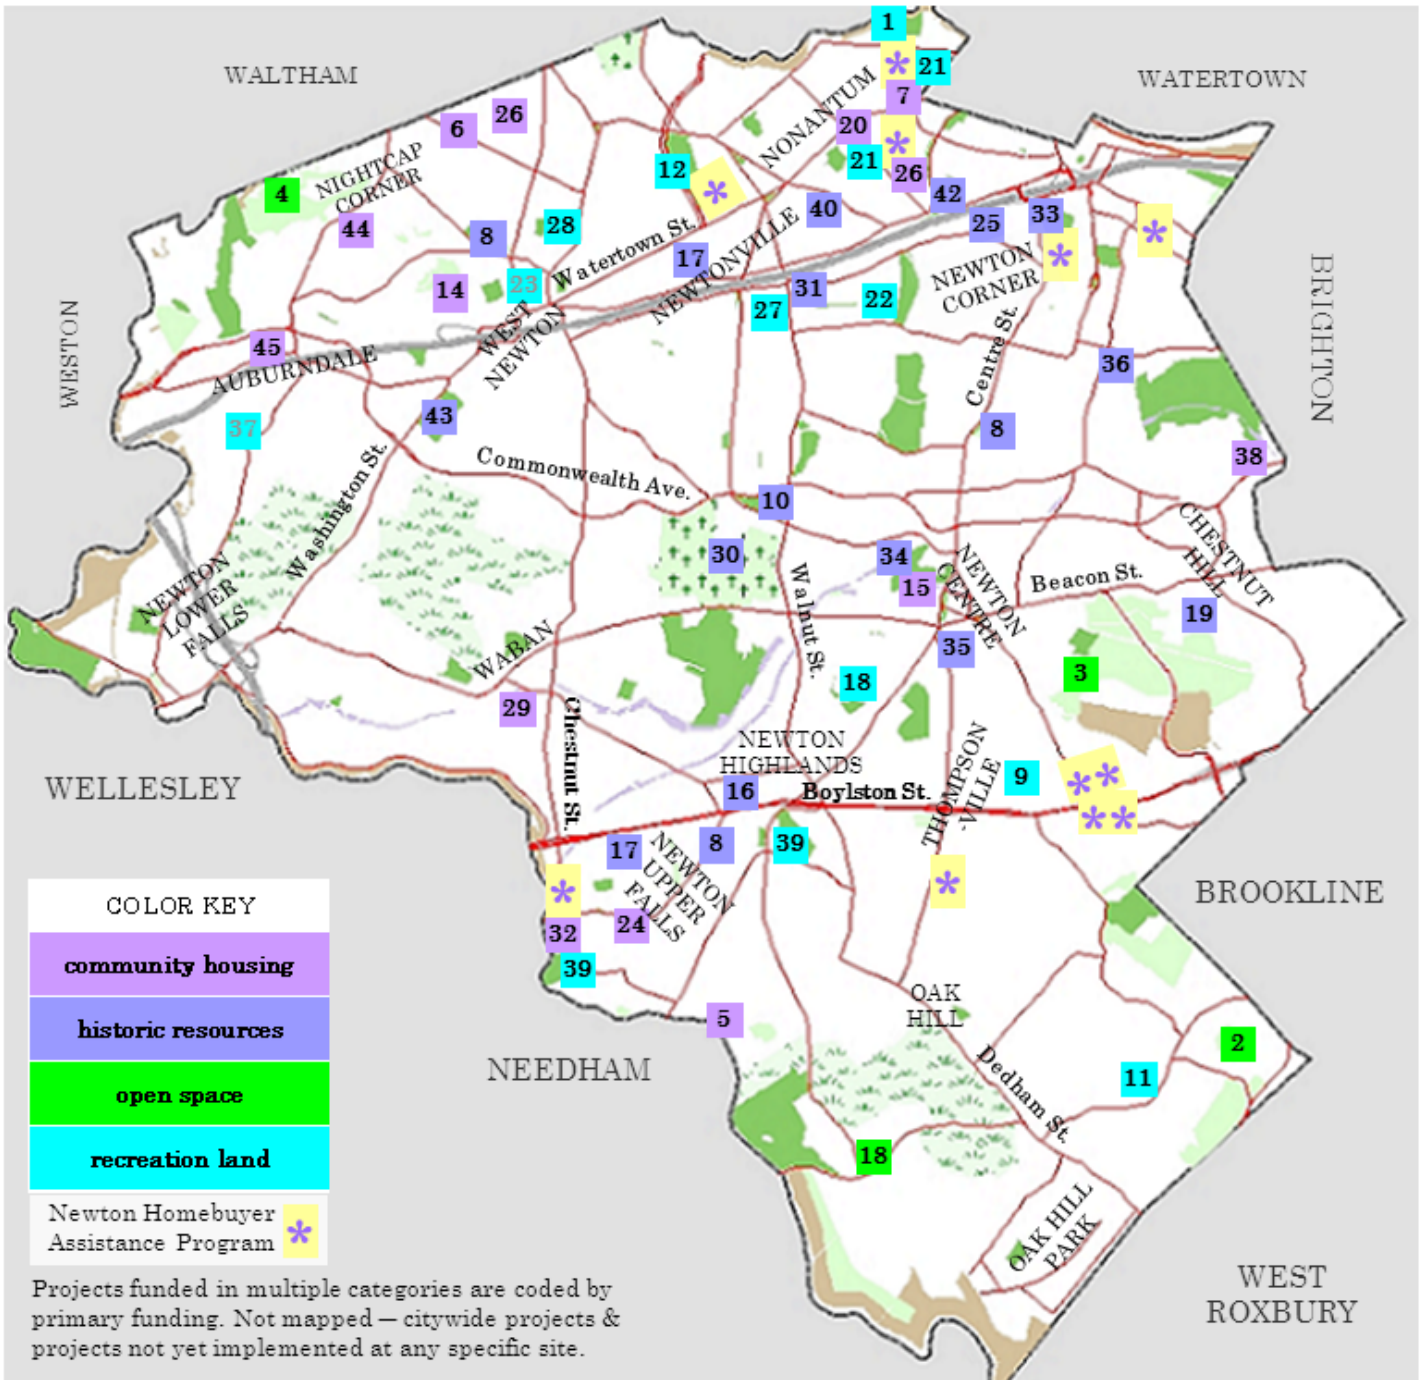 1
WALTHAM
WATERTOWN
*
21
7
26
6
20
NONANTUM
*
21
26
12
*
4
NIGHTCAP
CORNER
42
40
33
25
44
8
28
Watertown St.
17
NEWTONVILLE
*
*
NEWTON
CORNER
14
23
31
27
22
WEST
NEWTON
BRIGHTON
WESTON
45
AUBURNDALE
Centre St.
36
43
37
8
38
Commonwealth Ave.
Washington St.
10
30
34
15
NEWTON
CENTRE
Beacon St.
CHESTNUT
HILL
19
NEWTON
LOWER
FALLS
Walnut St.
WABAN
35
3
18
29
Chestnut St.
NEWTON
HIGHLANDS
THOMPSON
-VILLE
9
* *
* *
WELLESLEY
16
Boylston St.
17
8
39
NEWTON
UPPER
FALLS
*
*
BROOKLINE
32
24
39
COLOR KEY
community housing
historic resources
open space
recreation land
Newton Homebuyer
Assistance Program *
OAK
HILL
5
2
NEEDHAM
Dedham St.
11
18
OAK HILL
PARK
WEST
ROXBURY
Projects funded in multiple categories are coded by
primary funding. Not mapped — citywide projects &
projects not yet implemented at any specific site.